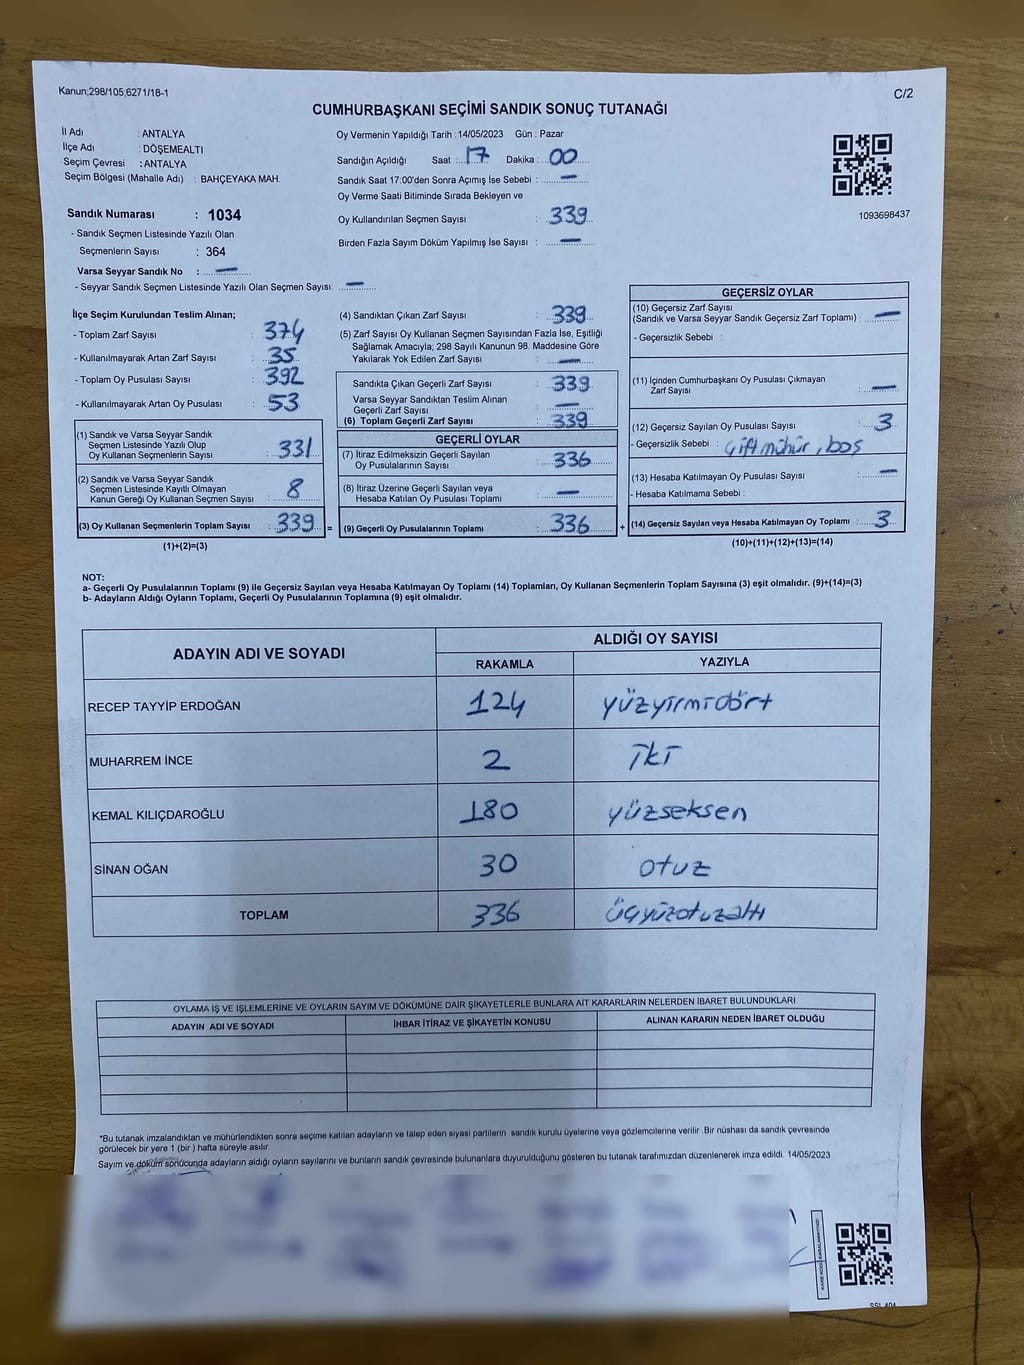 Kanun;298/105,6271/18-1
C/2
CUMHURBAŞKANI SEÇİMİ SANDIK SONUÇ TUTANAĞI
İl Adı : ANTALYA
İlçe Adı : DÖŞEMEALTI
Seçim Çevresi : ANTALYA
Seçim Bölgesi (Mahalle Adı) : BAHÇEYAKA MAH.
Sandık Numarası : 1034
- Sandık Seçmen Listesinde Yazılı Olan
Seçmenlerin Sayısı : 364
Varsa Seyyar Sandık No : —
- Seyyar Sandık Seçmen Listesinde Yazılı Olan Seçmen Sayısı: —
Oy Vermenin Yapıldığı Tarih :14/05/2023 Gün : Pazar
Sandığın Açıldığı Saat : 17 Dakika : 00
Sandık Saat 17:00'den Sonra Açımış İse Sebebi : —
Oy Verme Saati Bitiminde Sırada Bekleyen ve
Oy Kullandırılan Seçmen Sayısı : 339
Birden Fazla Sayım Döküm Yapılmış İse Sayısı : —
1093698437
İlçe Seçim Kurulundan Teslim Alınan;
- Toplam Zarf Sayısı : 374
- Kullanılmayarak Artan Zarf Sayısı : 35
- Toplam Oy Pusulası Sayısı : 392
- Kullanılmayarak Artan Oy Pusulası : 53
(1) Sandık ve Varsa Seyyar Sandık
Seçmen Listesinde Yazılı Olup
Oy Kullanan Seçmenlerin Sayısı : 331
(2) Sandık ve Varsa Seyyar Sandık
Seçmen Listesinde Kayıtlı Olmayan
Kanun Gereği Oy Kullanan Seçmen Sayısı : 8
(3) Oy Kullanan Seçmenlerin Toplam Sayısı : 339 =
(1)+(2)=(3)
(4) Sandıktan Çıkan Zarf Sayısı : 339
(5) Zarf Sayısı Oy Kullanan Seçmen Sayısından Fazla İse, Eşitliği
Sağlamak Amacıyla; 298 Sayılı Kanunun 98. Maddesine Göre
Yakılarak Yok Edilen Zarf Sayısı : —
Sandıkta Çıkan Geçerli Zarf Sayısı : 339
Varsa Seyyar Sandıktan Teslim Alınan
Geçerli Zarf Sayısı : —
(6) Toplam Geçerli Zarf Sayısı : 339
GEÇERLİ OYLAR
(7) İtiraz Edilmeksizin Geçerli Sayılan
Oy Pusulalarının Sayısı : 336
(8) İtiraz Üzerine Geçerli Sayılan veya
Hesaba Katılan Oy Pusulası Toplamı : —
(9) Geçerli Oy Pusulalarının Toplamı : 336 +
GEÇERSİZ OYLAR
(10) Geçersiz Zarf Sayısı
(Sandık ve Varsa Seyyar Sandık Geçersiz Zarf Toplamı) : —
- Geçersizlik Sebebi :
(11) İçinden Cumhurbaşkanı Oy Pusulası Çıkmayan
Zarf Sayısı : —
(12) Geçersiz Sayılan Oy Pusulası Sayısı : 3
- Geçersizlik Sebebi : Çift mühür, boş
(13) Hesaba Katılmayan Oy Pusulası Sayısı : —
- Hesaba Katılmama Sebebi :
(14) Geçersiz Sayılan veya Hesaba Katılmayan Oy Toplamı : 3
(10)+(11)+(12)+(13)=(14)
NOT:
a- Geçerli Oy Pusulalarının Toplamı (9) ile Geçersiz Sayılan veya Hesaba Katılmayan Oy Toplamı (14) Toplamları, Oy Kullanan Seçmenlerin Toplam Sayısına (3) eşit olmalıdır. (9)+(14)=(3)
b- Adayların Aldığı Oyların Toplamı, Geçerli Oy Pusulalarının Toplamına (9) eşit olmalıdır.
ADAYIN ADI VE SOYADI ALDIĞI OY SAYISI
RAKAMLA YAZIYLA
RECEP TAYYİP ERDOĞAN 124 yüzyirmidört
MUHARREM İNCE 2 iki
KEMAL KILIÇDAROĞLU 180 yüzseksen
SİNAN OĞAN 30 otuz
TOPLAM 336 üçyüzotuzaltı
OYLAMA İŞ VE İŞLEMLERİNE VE OYLARIN SAYIM VE DÖKÜMÜNE DAİR ŞİKAYETLERLE BUNLARA AİT KARARLARIN NELERDEN İBARET BULUNDUKLARI
ADAYIN ADI VE SOYADI İHBAR İTİRAZ VE ŞİKAYETİN KONUSU ALINAN KARARIN NEDEN İBARET OLDUĞU
*Bu tutanak imzalandıktan ve mühürlendikten sonra seçime katılan adayların ve talep eden siyasi partilerin sandık kurulu üyelerine veya gözlemcilerine verilir .Bir nüshası da sandık çevresinde
görülecek bir yere 1 (bir ) hafta süreyle asılır.
Sayım ve döküm sonucunda adayların aldığı oyların sayılarını ve bunların sandık çevresinde bulunanlara duyurulduğunu gösteren bu tutanak tarafımızdan düzenlenerek imza edildi. 14/05/2023